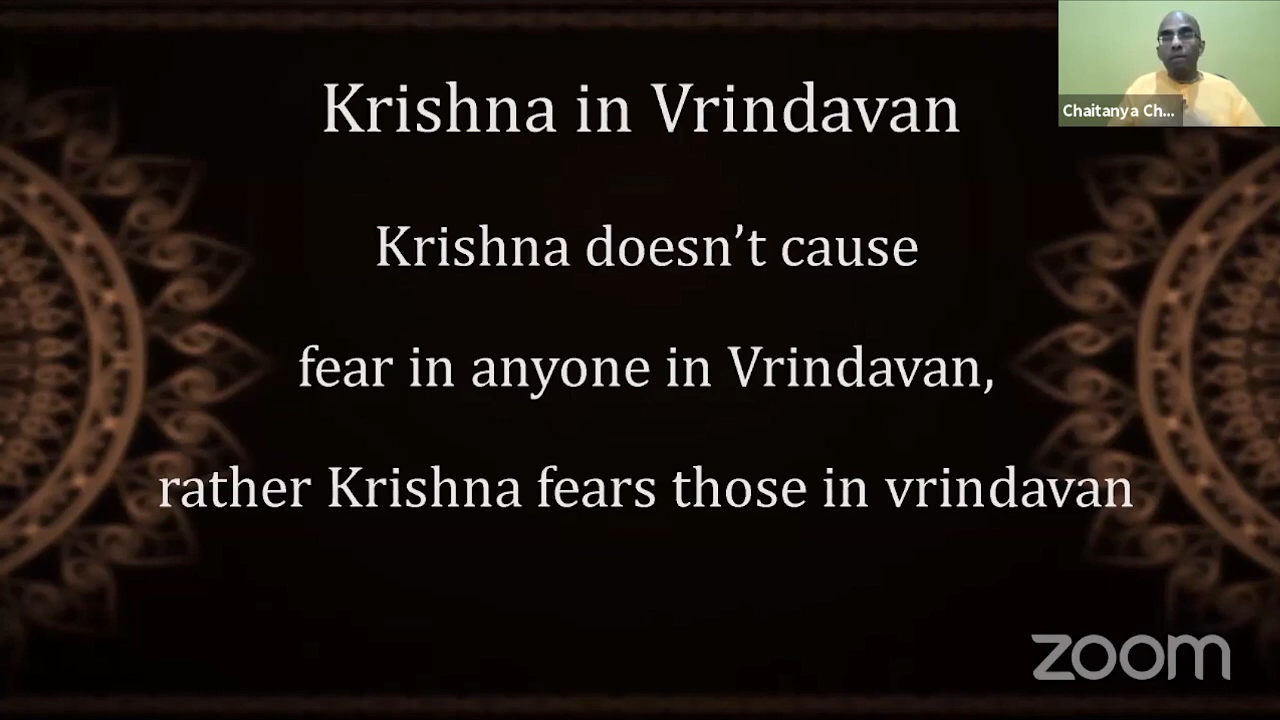 Krishna in Vrindavan
Chaitanya Ch...
Krishna doesn’t cause
fear in anyone in Vrindavan,
rather Krishna fears those in vrindavan
zoom